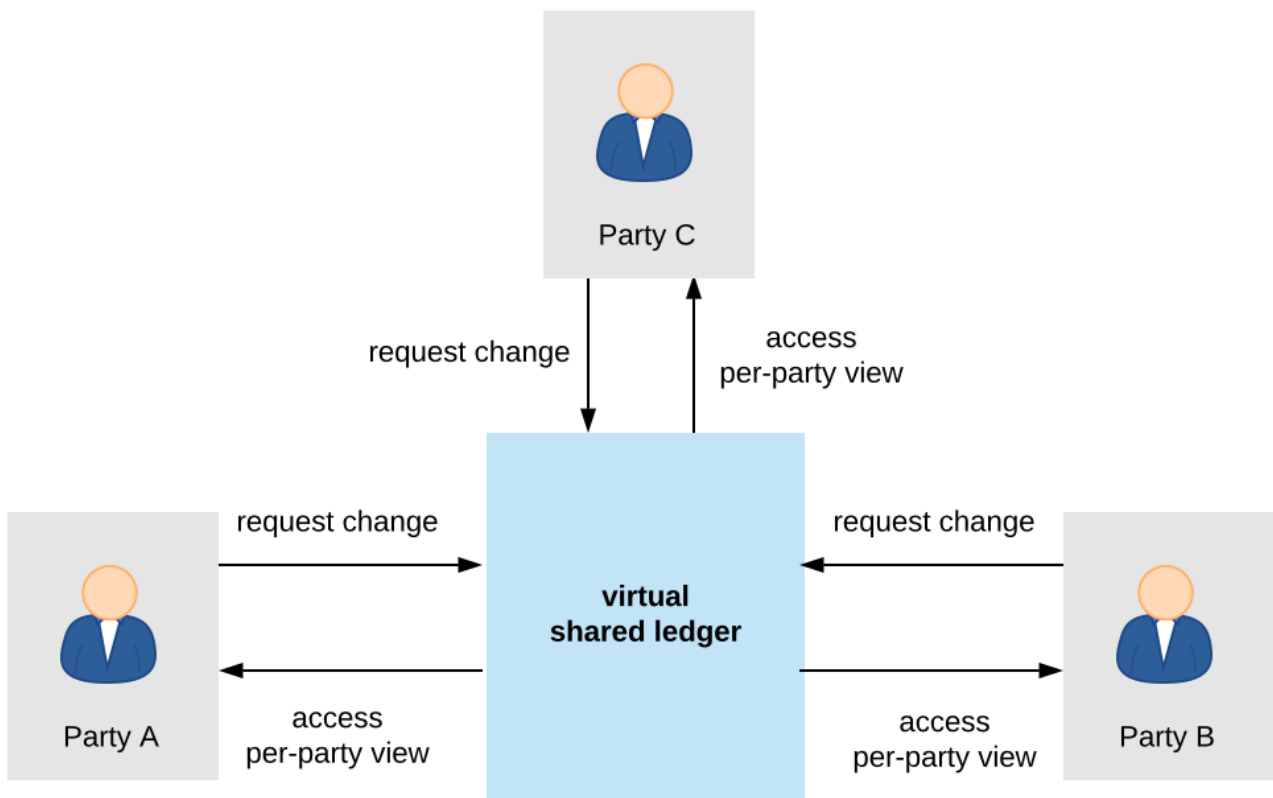 Party C
request change
access
per-party view
request change
request change
virtual
shared ledger
access
per-party view
access
per-party view
Party A
Party B